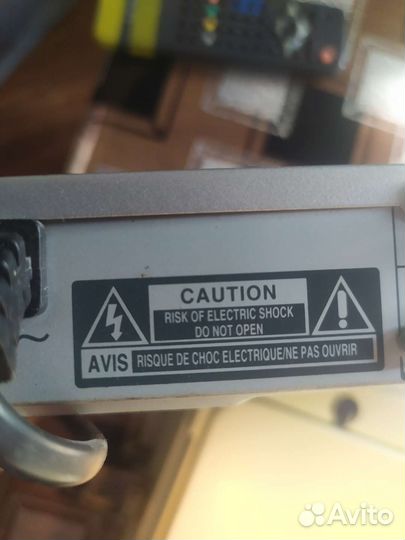 CAUTION
RISK OF ELECTRIC SHOCK
DO NOT OPEN
AVIS RISQUE DE CHOC ELECTRIQUE/NE PAS OUVRIR
Avito